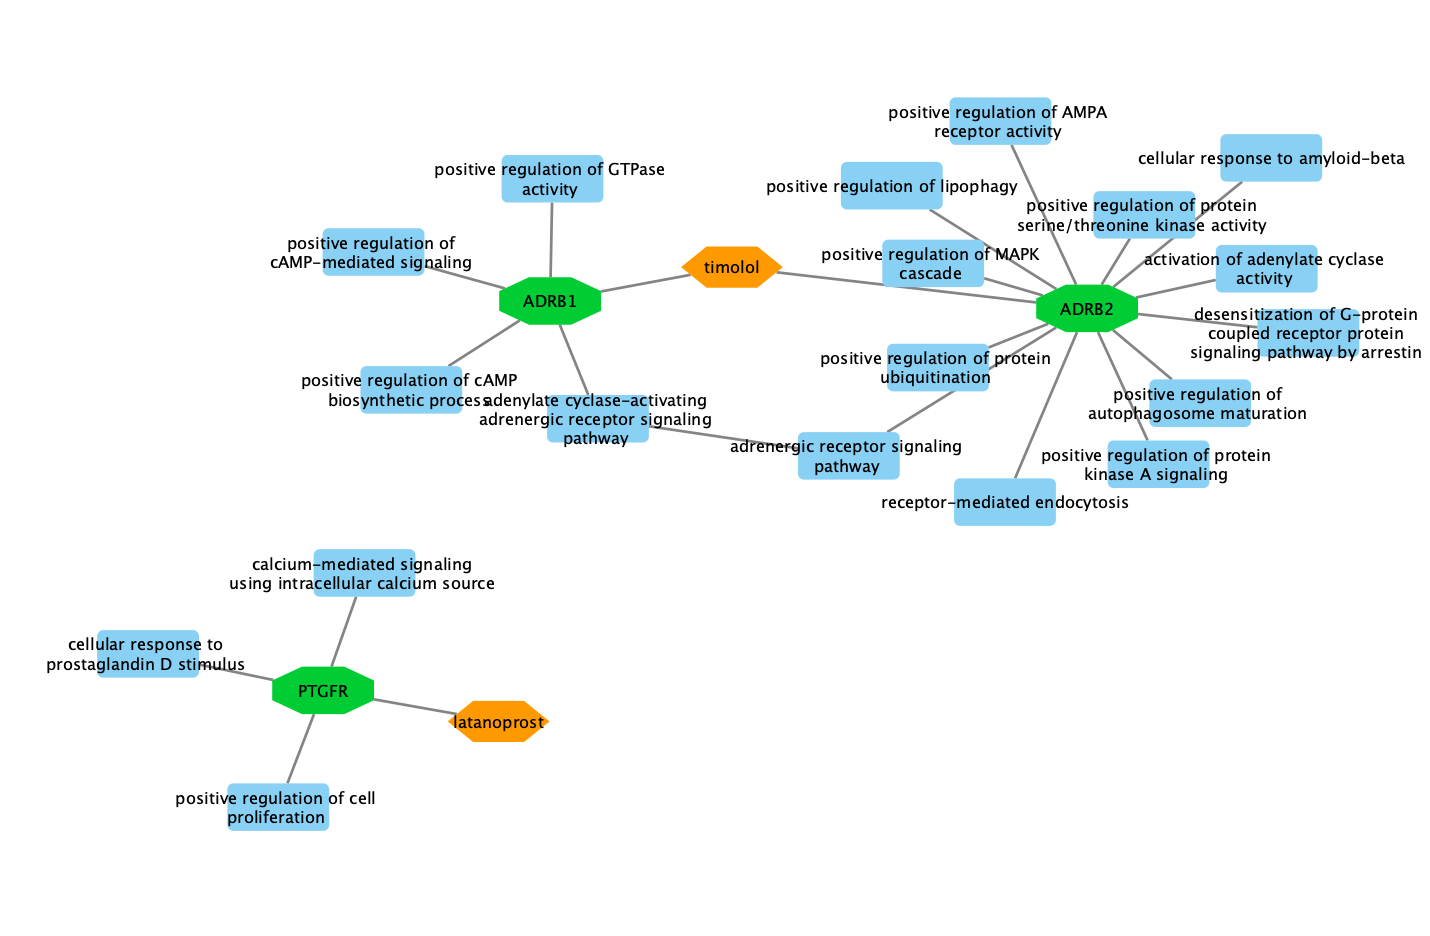 positive regulation of AMPA
receptor activity
cellular response to amyloid-beta
positive regulation of GTPase
activity
positive regulation of lipophagy
positive regulation of protein
serine/threonine kinase activity
positive regulation of
cAMP-mediated signaling
timolol
positive regulation of MAPK
cascade
activation of adenylate cyclase
activity
ADRB1
ADRB2
desensitization of G-protein
coupled receptor protein
signaling pathway by arrestin
positive regulation of protein
ubiquitination
positive regulation of cAMP
biosynthetic process
adenylate cyclase-activating
adrenergic receptor signaling
pathway
positive regulation of
autophagosome maturation
adrenergic receptor signaling
pathway
positive regulation of protein
kinase A signaling
receptor-mediated endocytosis
calcium-mediated signaling
using intracellular calcium source
cellular response to
prostaglandin D stimulus
PTGFR
latanoprost
positive regulation of cell
proliferation